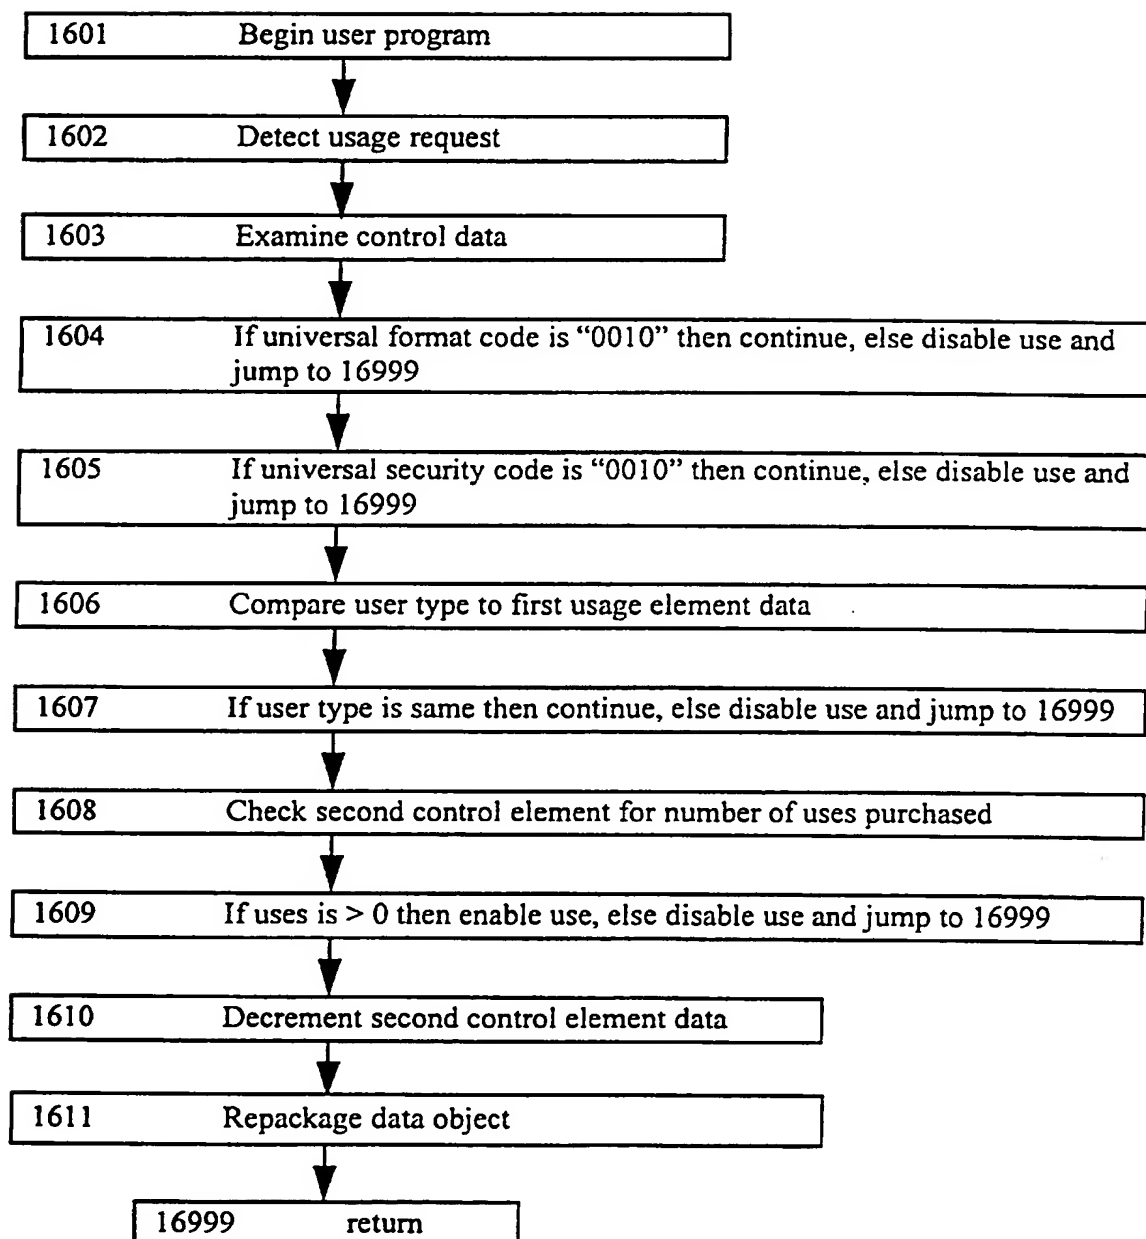 1601 Begin user program
1602 Detect usage request
1603 Examine control data
1604 If universal format code is “0010” then continue, else disable use and
jump to 16999
1605 If universal security code is “0010” then continue, else disable use and
jump to 16999
1606 Compare user type to first usage element data
1607 If user type is same then continue, else disable use and jump to 16999
1608 Check second control element for number of uses purchased
1609 If uses is > 0 then enable use, else disable use and jump to 16999
1610 Decrement second control element data
1611 Repackage data object
16999 return